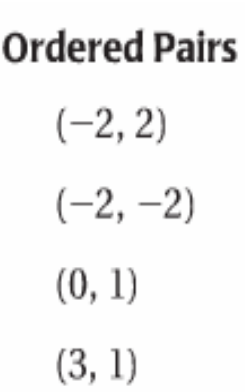 Ordered Pairs
(−2, 2)
(−2, −2)
(0, 1)
(3, 1)